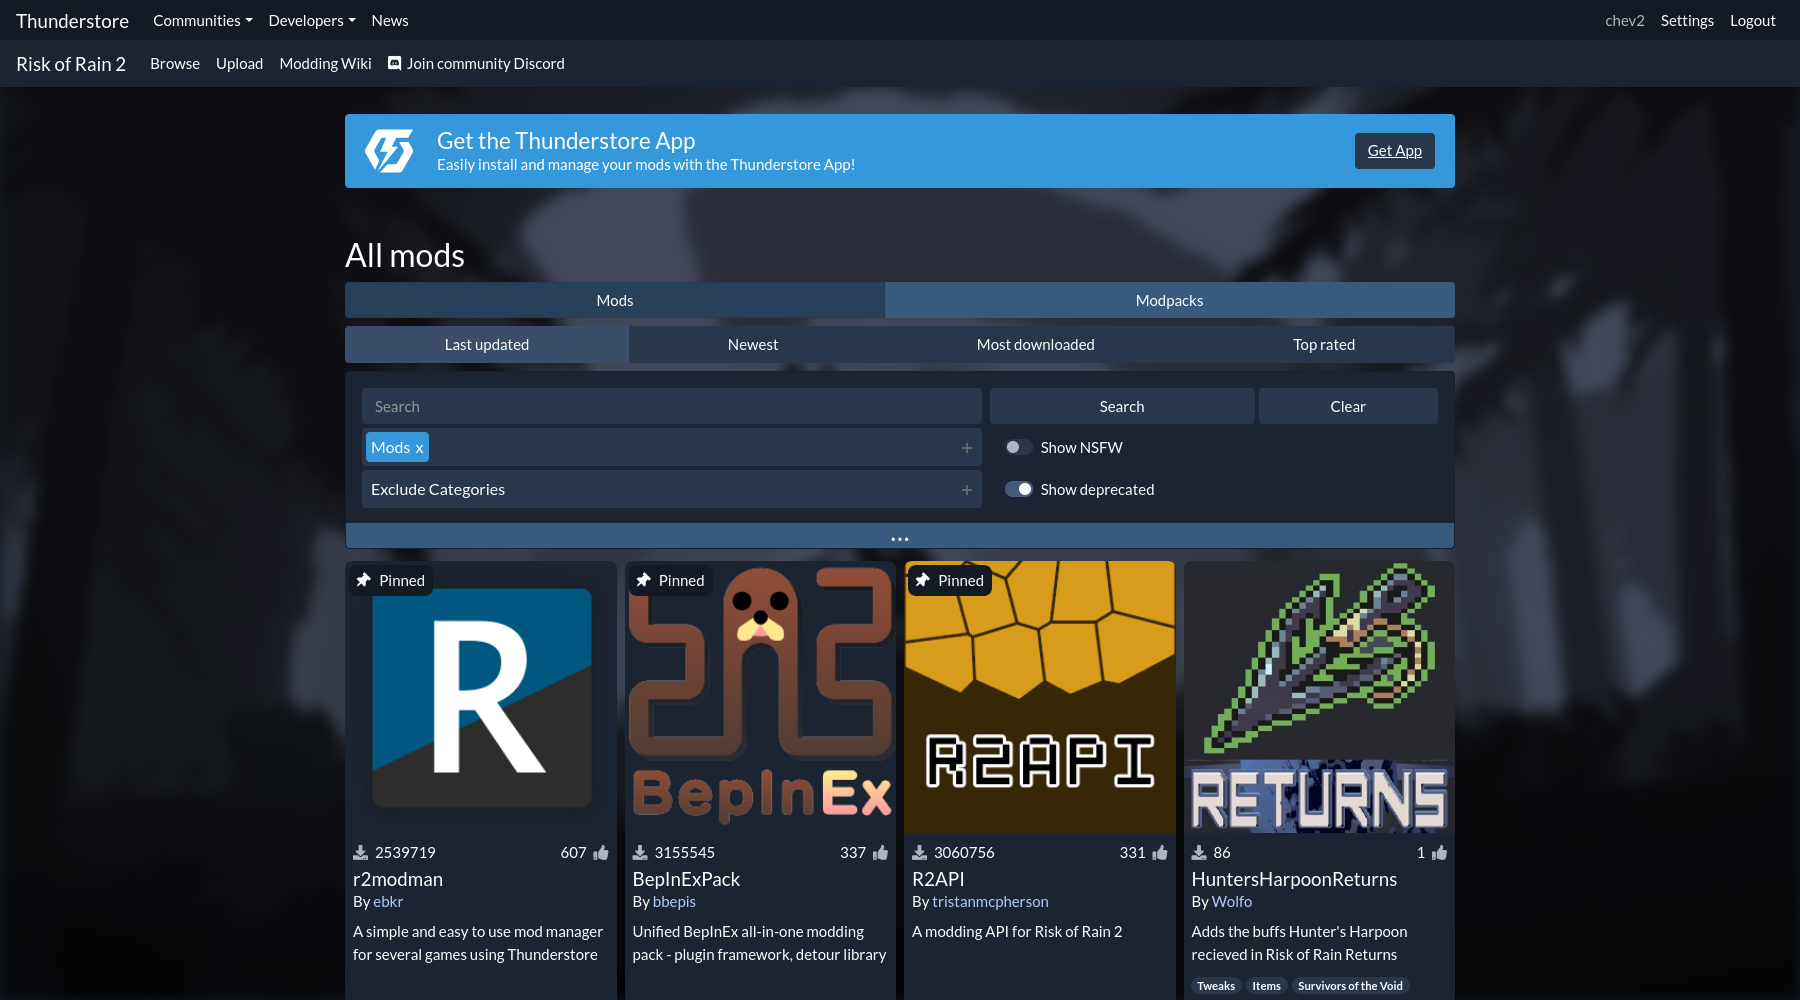 Thunderstore Communities Developers News chev2 Settings Logout
Risk of Rain 2 Browse Upload Modding Wiki Join community Discord
Get the Thunderstore App
Easily install and manage your mods with the Thunderstore App!
Get App
All mods
Mods Modpacks
Last updated Newest Most downloaded Top rated
Search Search Clear
Mods x + Show NSFW
Exclude Categories + Show deprecated
...
Pinned Pinned Pinned
R
BepInEx
R2API
RETURNS
2539719 607 3155545 337 3060756 331 86 1
r2modman BepInExPack R2API HuntersHarpoonReturns
By ebkr By bbepis By tristanmcpherson By Wolfo
A simple and easy to use mod manager
for several games using Thunderstore
Unified BepInEx all-in-one modding
pack - plugin framework, detour library
A modding API for Risk of Rain 2
Adds the buffs Hunter's Harpoon
recieved in Risk of Rain Returns
Tweaks Items Survivors of the Void